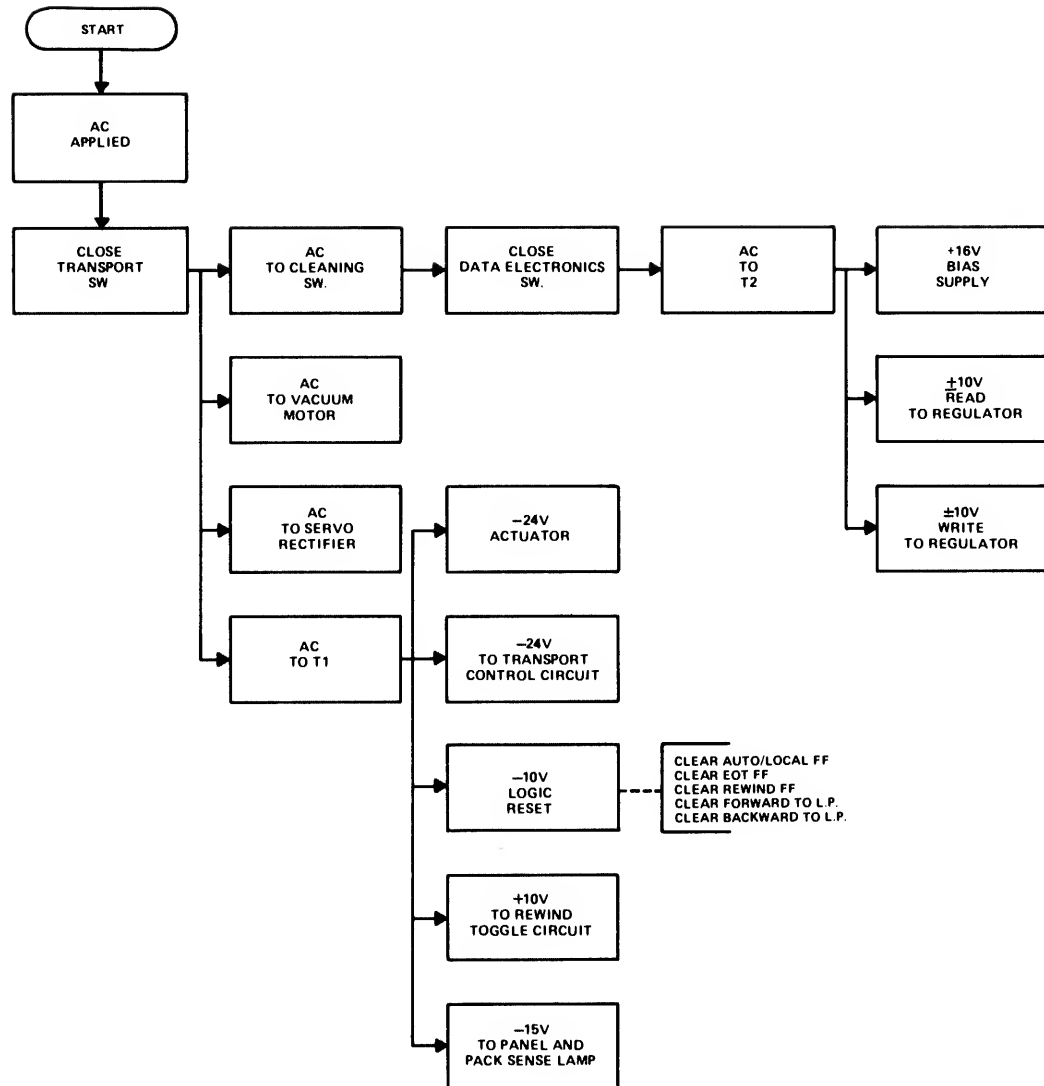 START
AC
APPLIED
CLOSE
TRANSPORT
SW
AC
TO CLEANING
SW.
CLOSE
DATA ELECTRONICS
SW.
AC
TO
T2
+16V
BIAS
SUPPLY
AC
TO VACUUM
MOTOR
±10V
READ
TO REGULATOR
AC
TO SERVO
RECTIFIER
−24V
ACTUATOR
±10V
WRITE
TO REGULATOR
AC
TO T1
−24V
TO TRANSPORT
CONTROL CIRCUIT
−10V
LOGIC
RESET
CLEAR AUTO/LOCAL FF
CLEAR EOT FF
CLEAR REWIND FF
CLEAR FORWARD TO L.P.
CLEAR BACKWARD TO L.P.
+10V
TO REWIND
TOGGLE CIRCUIT
−15V
TO PANEL AND
PACK SENSE LAMP